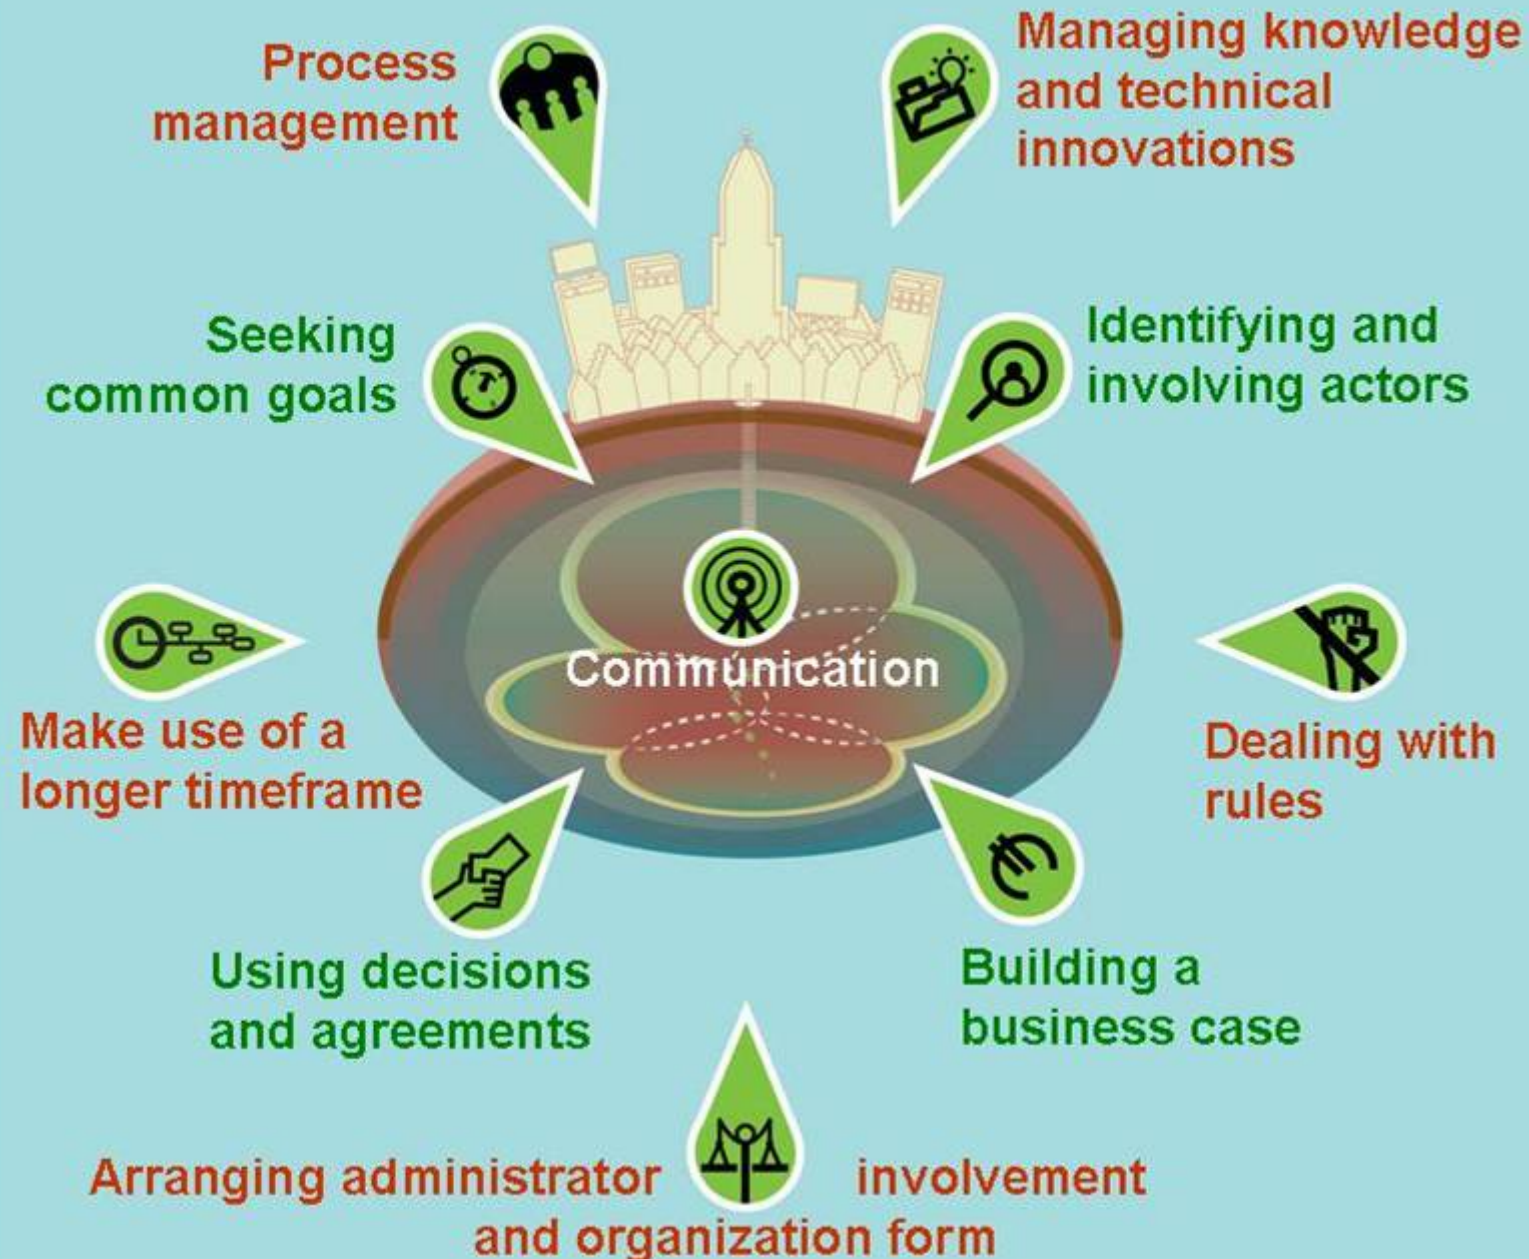 Process
management
Managing knowledge
and technical
innovations
Seeking
common goals
Identifying and
involving actors
Communication
Make use of a
longer timeframe
Dealing with
rules
Using decisions
and agreements
Building a
business case
Arranging administrator involvement
and organization form